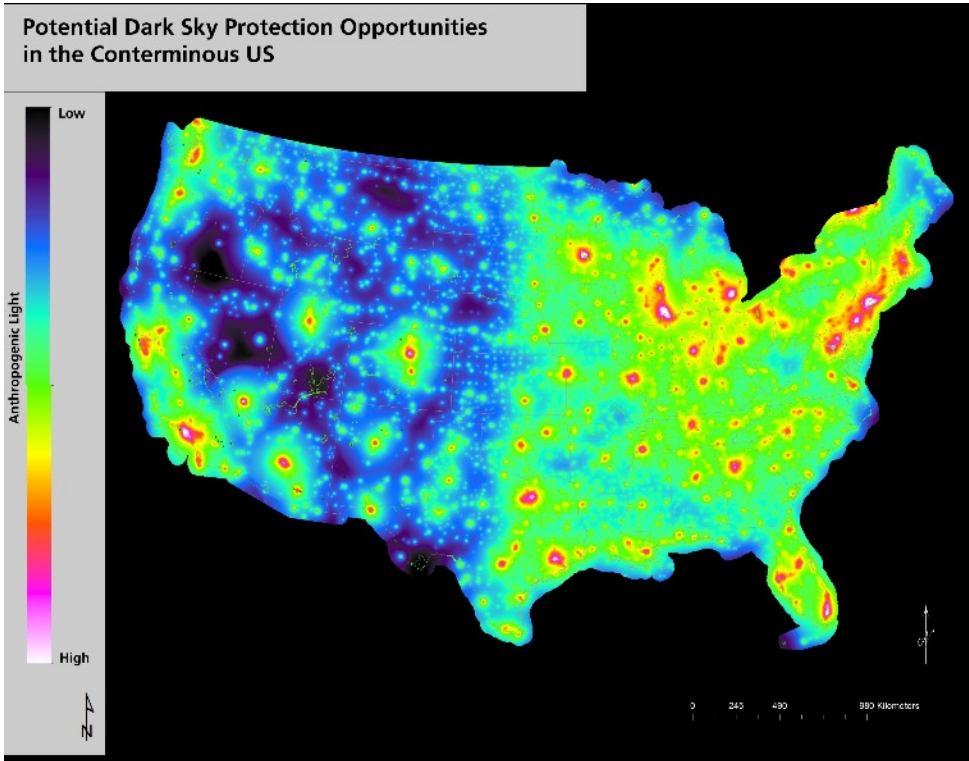 Potential Dark Sky Protection Opportunities
in the Conterminous US
Low
Anthropogenic Light
High
N
0 245 490 980 Kilometers